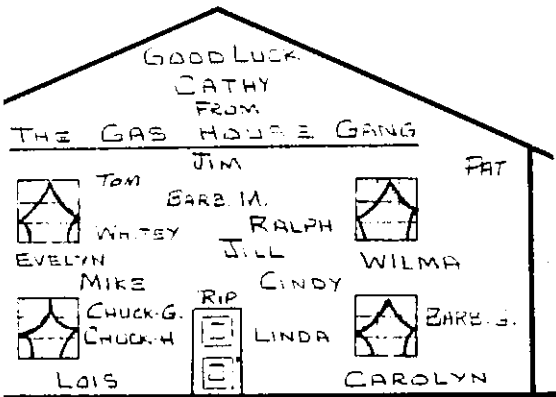 GOOD LUCK
CATHY
FROM
THE GAS HOUSE GANG
JIM
PAT
TOM
BARB. M.
RALPH
WHITEY
EVELYN
JILL
WILMA
MIKE
CINDY
RIP
CHUCK-G.
CHUCK-H
LINDA
BARB. G.
LOIS
CAROLYN